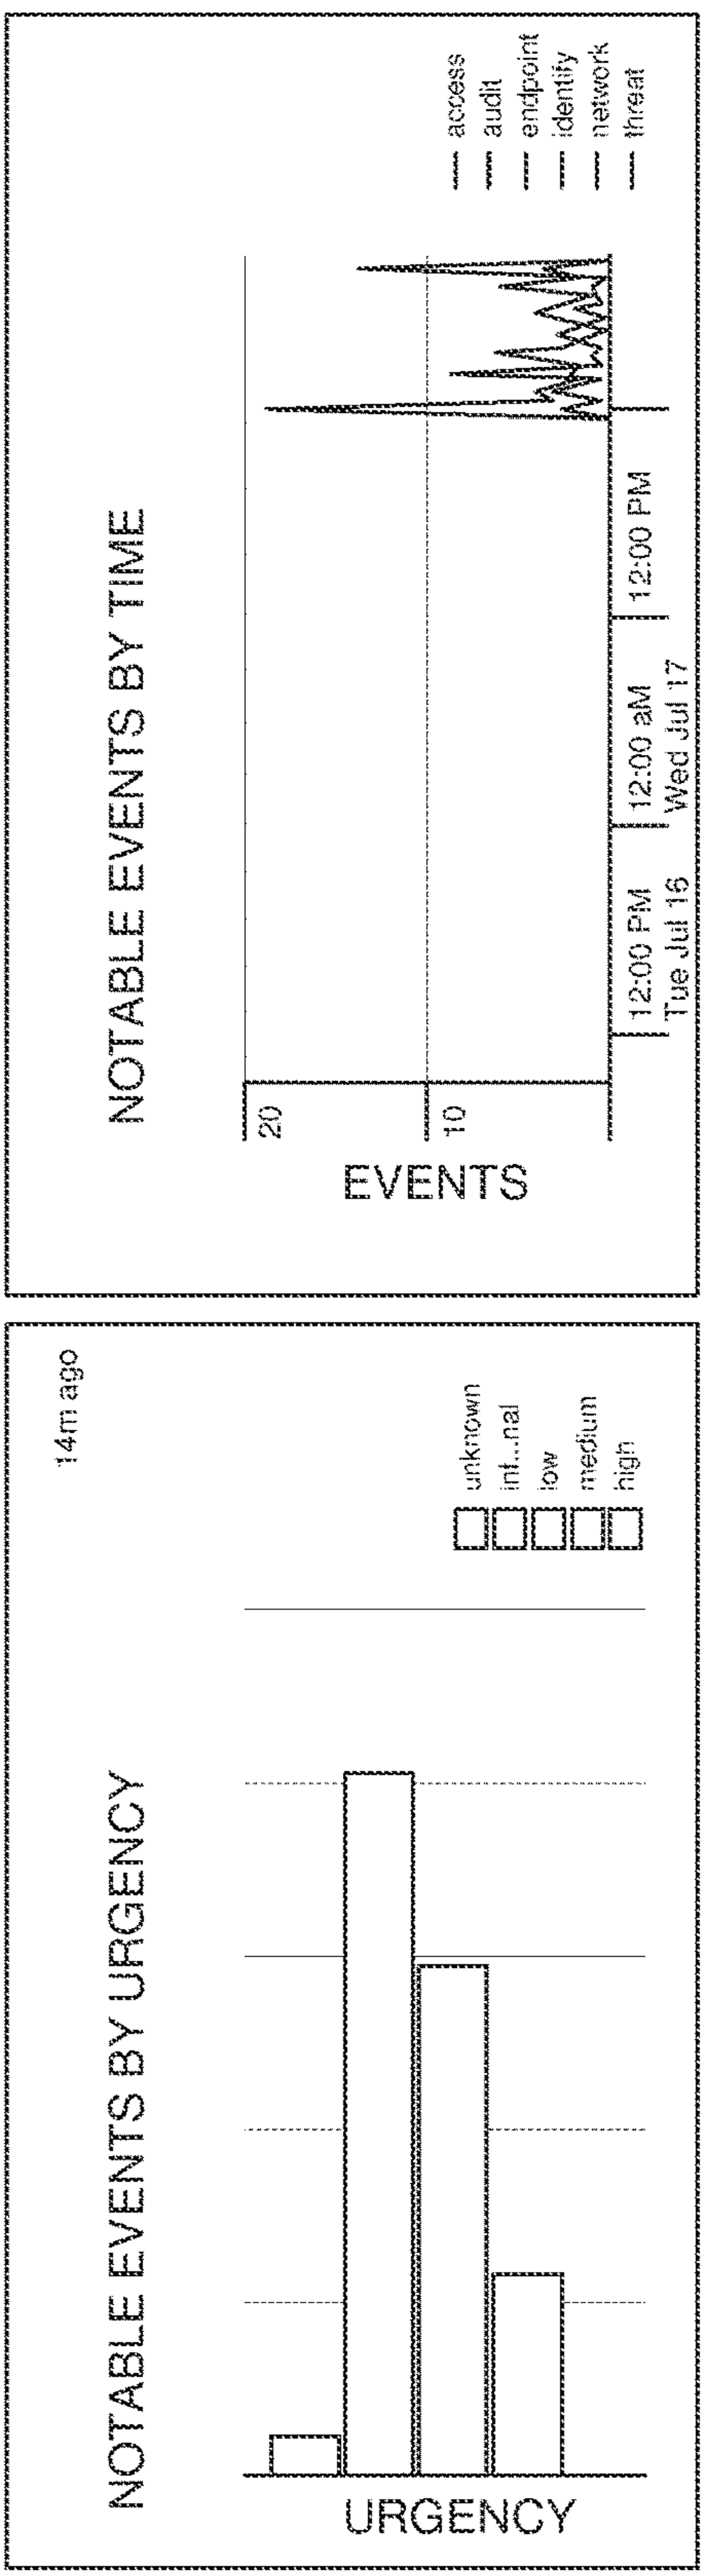 NOTABLE EVENTS BY URGENCY
14m ago
URGENCY
unknown
int...nal
low
medium
high
NOTABLE EVENTS BY TIME
EVENTS
20
10
12:00 PM
Tue Jul 16
12:00 aM
Wed Jul 17
12:00 PM
access
audit
endpoint
identify
network
threat